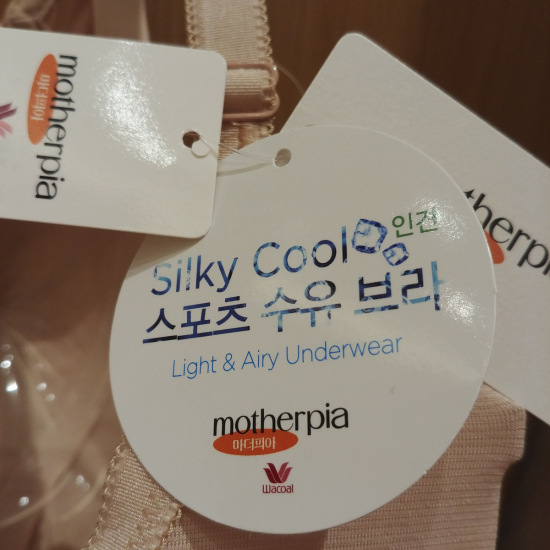 motherpia
마더피아
Silky Cool 인견
스포츠 수유 브라
Light & Airy Underwear
motherpia
마더피아
Wacoal
therpia